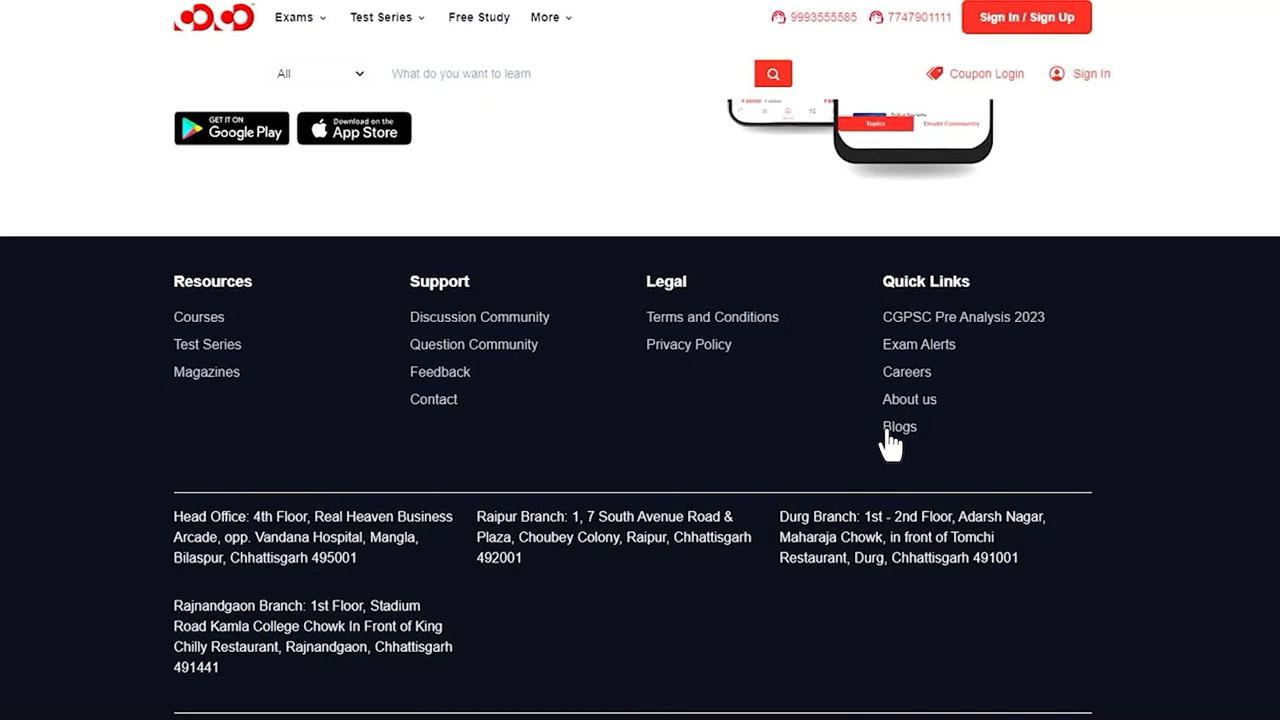 Exams Test Series Free Study More 9993555585 7747901111 Sign In / Sign Up
All What do you want to learn Coupon Login Sign In
GET IT ON Google Play Download on the App Store
Topics Doubt Community
Resources Support Legal Quick Links
Courses Discussion Community Terms and Conditions CGPSC Pre Analysis 2023
Test Series Question Community Privacy Policy Exam Alerts
Magazines Feedback Careers
Contact About us
Blogs
Head Office: 4th Floor, Real Heaven Business
Arcade, opp. Vandana Hospital, Mangla,
Bilaspur, Chhattisgarh 495001
Raipur Branch: 1, 7 South Avenue Road &
Plaza, Choubey Colony, Raipur, Chhattisgarh
492001
Durg Branch: 1st - 2nd Floor, Adarsh Nagar,
Maharaja Chowk, in front of Tomchi
Restaurant, Durg, Chhattisgarh 491001
Rajnandgaon Branch: 1st Floor, Stadium
Road Kamla College Chowk In Front of King
Chilly Restaurant, Rajnandgaon, Chhattisgarh
491441